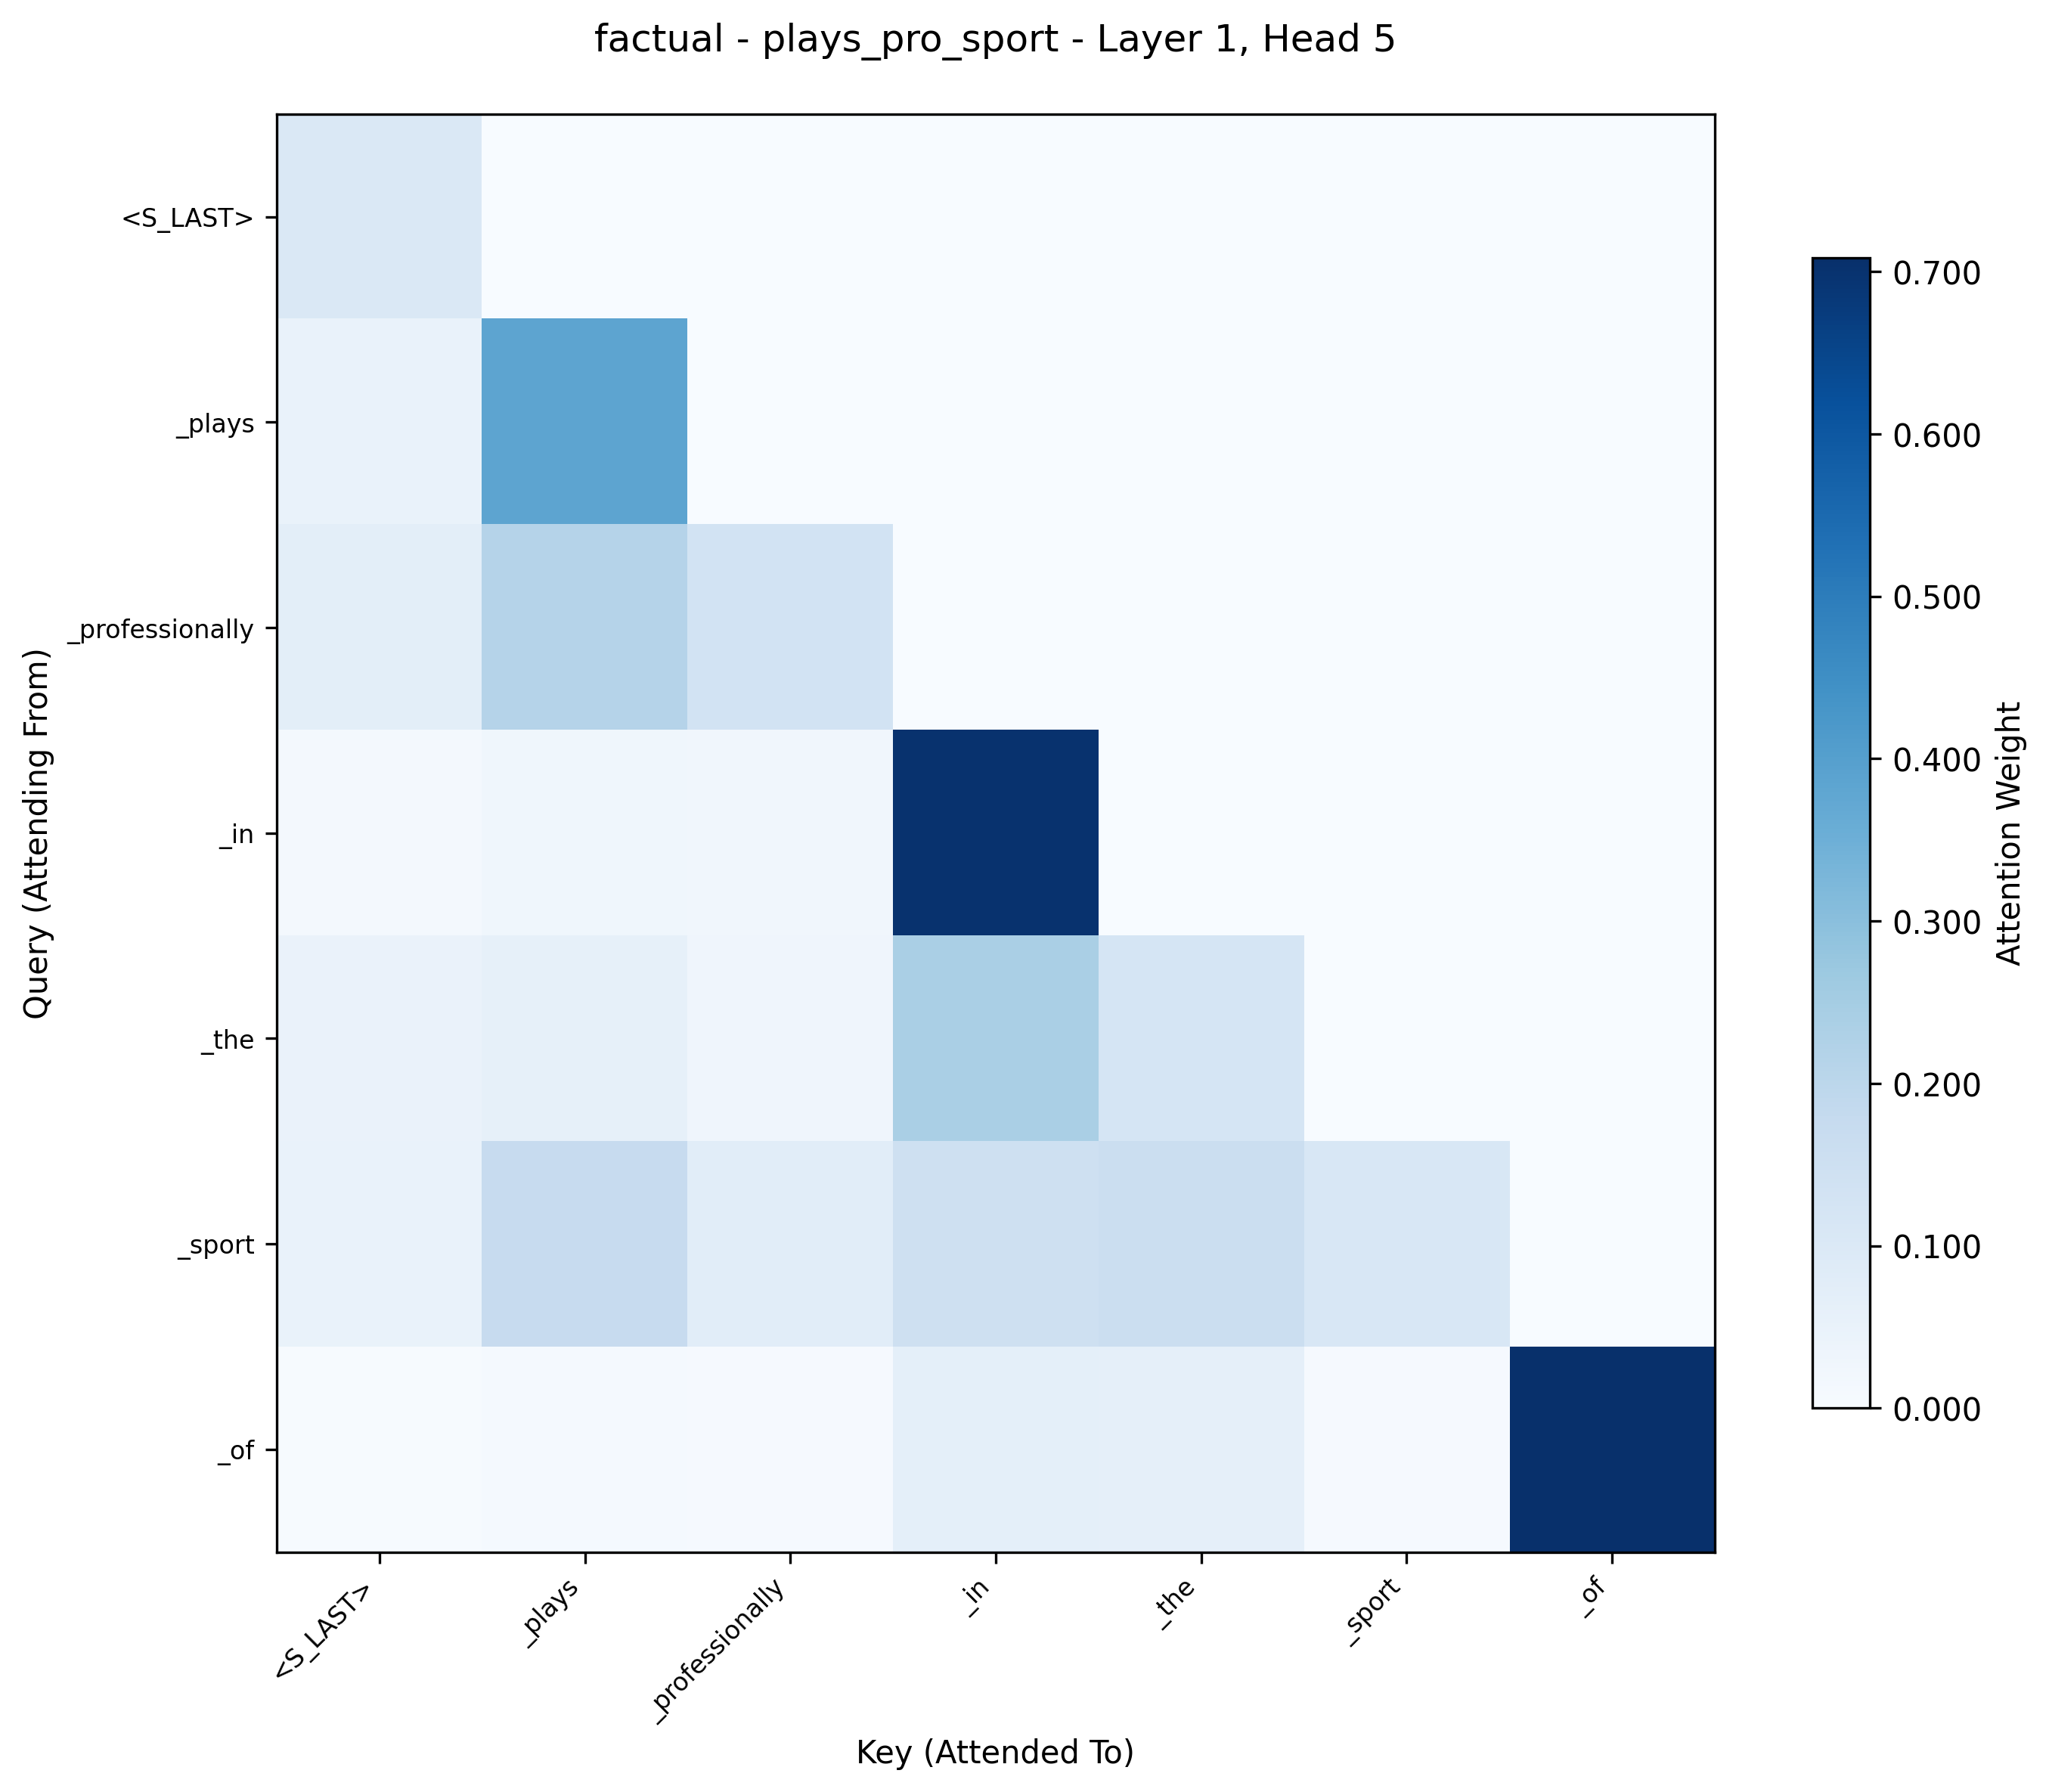 factual - plays_pro_sport - Layer 1, Head 5
Query (Attending From)
<S_LAST>
_plays
_professionally
_in
_the
_sport
_of
<S_LAST>
_plays
_professionally
_in
_the
_sport
_of
Key (Attended To)
0.700
0.600
0.500
0.400
0.300
0.200
0.100
0.000
Attention Weight